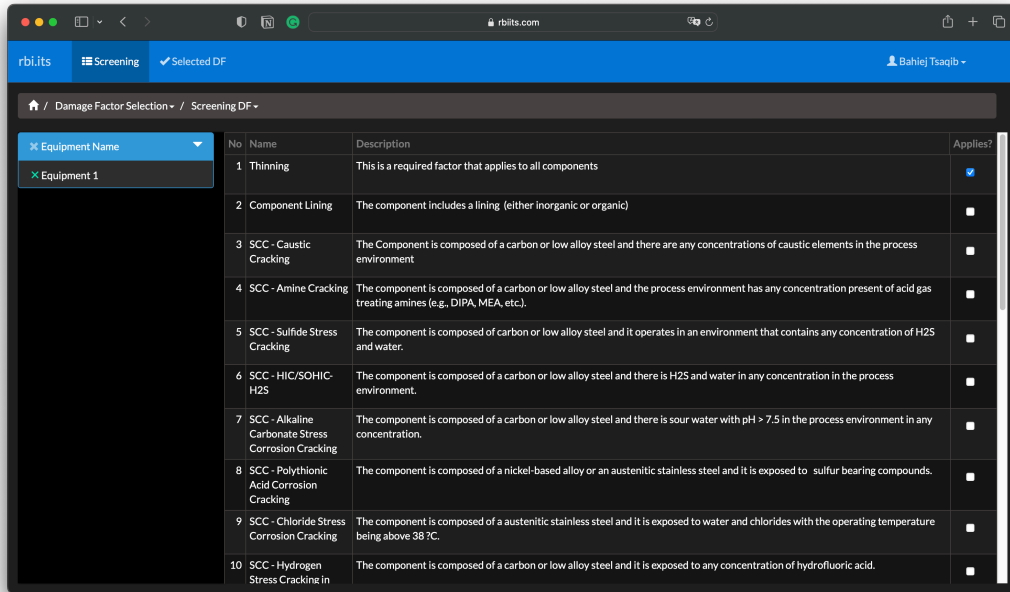 rbiits.com
rbi.its
Screening
Selected DF
Bahiej Tsaqib
/ Damage Factor Selection / Screening DF
Equipment Name
Equipment 1
No Name Description Applies?
1 Thinning This is a required factor that applies to all components
2 Component Lining The component includes a lining (either inorganic or organic)
3 SCC - Caustic The Component is composed of a carbon or low alloy steel and there are any concentrations of caustic elements in the process
Cracking environment
4 SCC - Amine Cracking The component is composed of a carbon or low alloy steel and the process environment has any concentration present of acid gas
treating amines (e.g., DIPA, MEA, etc.).
5 SCC - Sulfide Stress The component is composed of carbon or low alloy steel and it operates in an environment that contains any concentration of H2S
Cracking and water.
6 SCC - HIC/SOHIC- The component is composed of a carbon or low alloy steel and there is H2S and water in any concentration in the process
H2S environment.
7 SCC - Alkaline The component is composed of a carbon or low alloy steel and there is sour water with pH > 7.5 in the process environment in any
Carbonate Stress concentration.
Corrosion Cracking
8 SCC - Polythionic The component is composed of a nickel-based alloy or an austenitic stainless steel and it is exposed to sulfur bearing compounds.
Acid Corrosion
Cracking
9 SCC - Chloride Stress The component is composed of a austenitic stainless steel and it is exposed to water and chlorides with the operating temperature
Corrosion Cracking being above 38 ?C.
10 SCC - Hydrogen The component is composed of a carbon or low alloy steel and it is exposed to any concentration of hydrofluoric acid.
Stress Cracking in